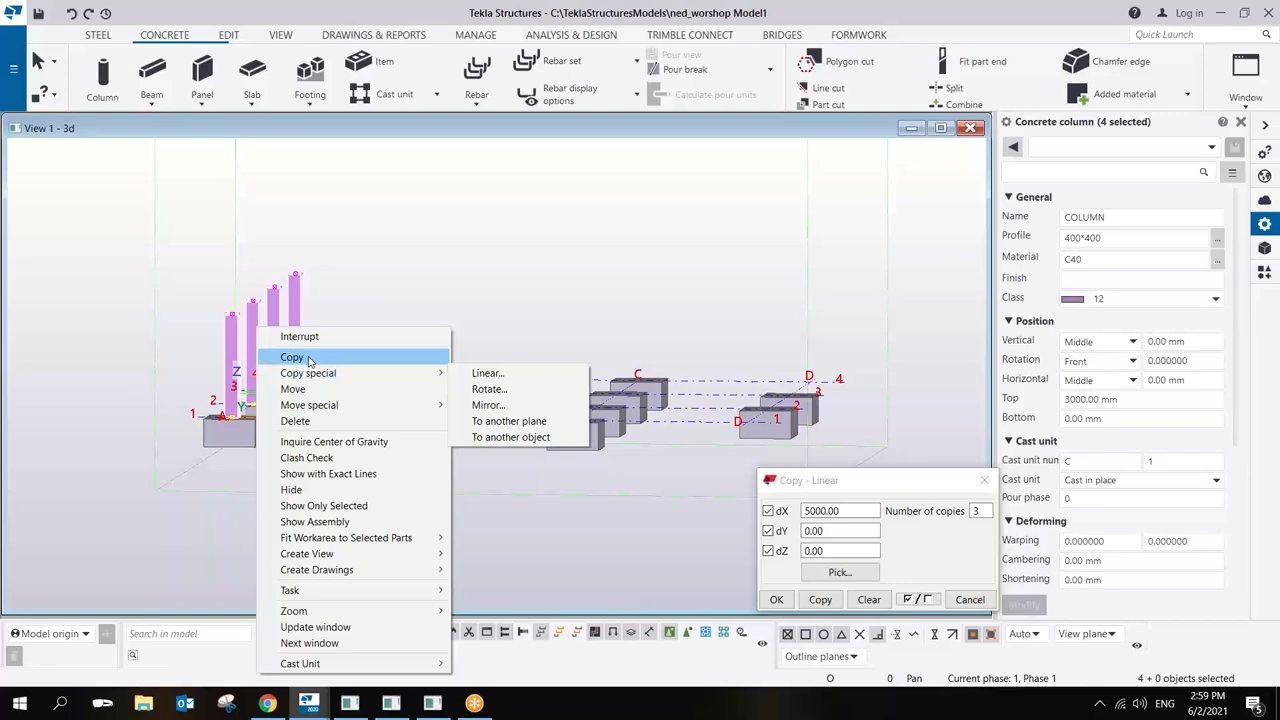 Tekla Structures - C:\TeklaStructuresModels\ned_worshop Model1
Log in
STEEL CONCRETE EDIT VIEW DRAWINGS & REPORTS MANAGE ANALYSIS & DESIGN TRIMBLE CONNECT BRIDGES FORMWORK
Quick Launch
Column
Beam
Panel
Slab
Footing
Item
Cast unit
Rebar
Rebar set
Rebar display
options
Pour view
Pour break
Calculate pour units
Polygon cut
Line cut
Part cut
Fit part end
Split
Combine
Chamfer edge
Added material
Window
View 1 - 3d
Concrete column (4 selected)
General
Name COLUMN
Profile 400*400
Material C40
Finish
Class 12
Position
Vertical Middle 0.00 mm
Rotation Front 0.000000
Horizontal Middle 0.00 mm
Top 3000.00 mm
Bottom 0.00 mm
Cast unit
Cast unit num C 1
Cast unit Cast in place
Pour phase 0
Deforming
Warping 0.000000 0.000000
Cambering 0.00 mm
Shortening 0.00 mm
Modify
Z
3 4
2 Y
1 A
C
D 4
3
2
D 1
Interrupt
Copy
Copy special
Move
Move special
Delete
Inquire Center of Gravity
Clash Check
Show with Exact Lines
Hide
Show Only Selected
Show Assembly
Fit Workarea to Selected Parts
Create View
Create Drawings
Task
Zoom
Update window
Next window
Cast Unit
Linear...
Rotate...
Mirror...
To another plane
To another object
Copy - Linear
dX 5000.00 Number of copies 3
dY 0.00
dZ 0.00
Pick...
OK Copy Clear / Cancel
Model origin
Search in model
Auto
View plane
Outline planes
O 0 Pan Current phase: 1, Phase 1 4 + 0 objects selected
ENG
2:59 PM
6/2/2021
5